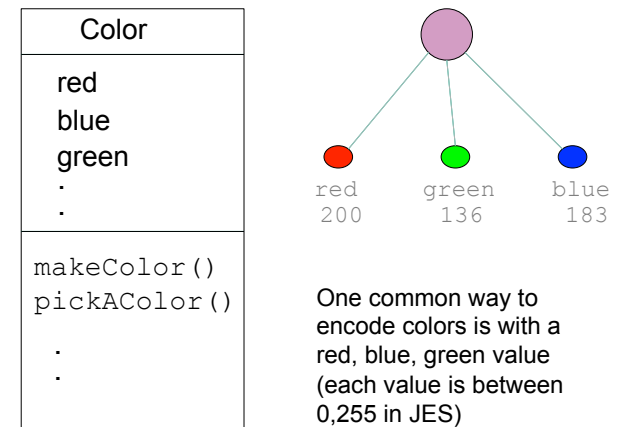 Color
red
blue
green
.
.
makeColor()
pickAColor()
.
.
red green blue
200 136 183
One common way to
encode colors is with a
red, blue, green value
(each value is between
0,255 in JES)